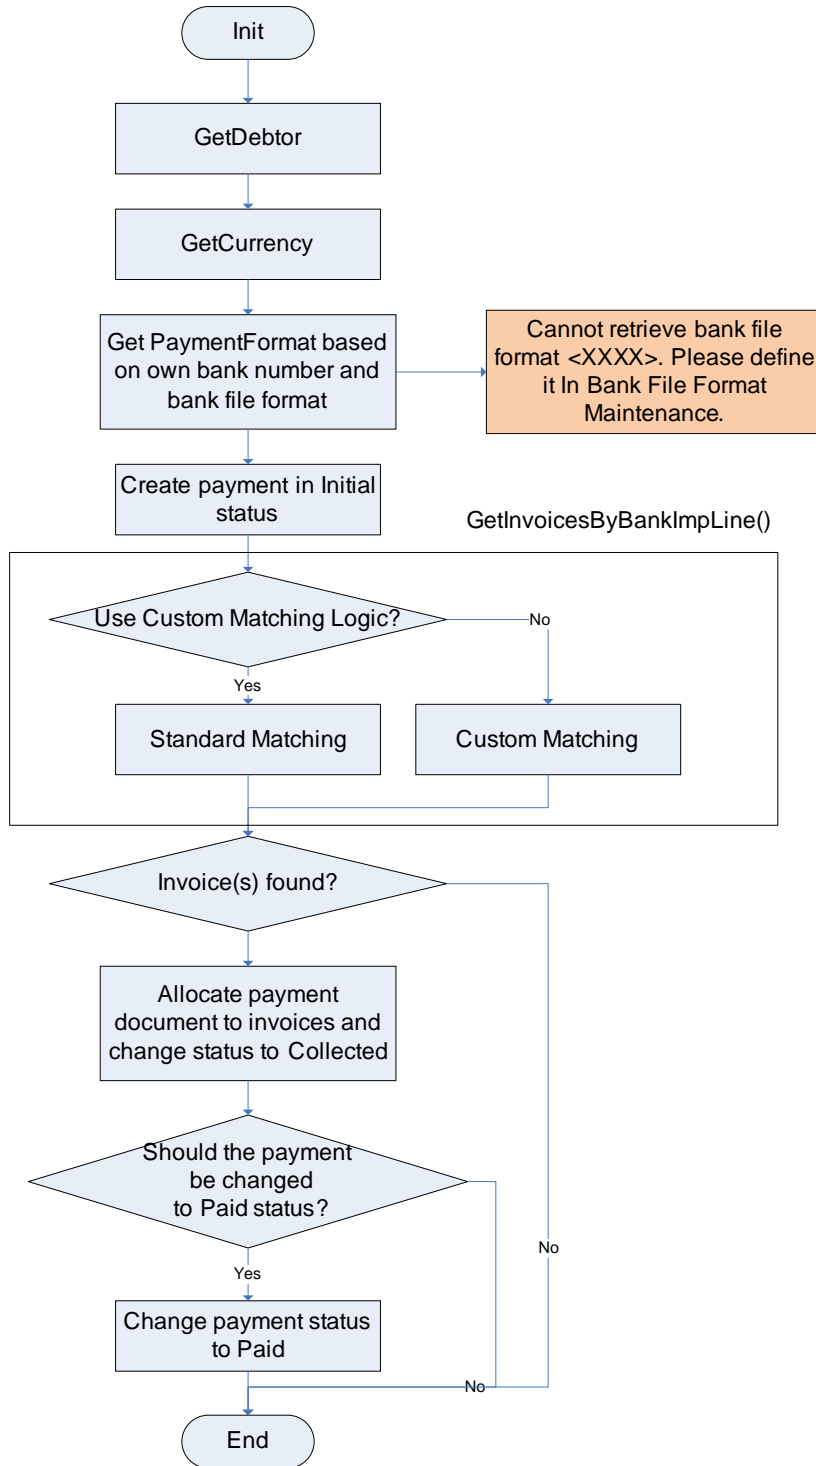 Init
GetDebtor
GetCurrency
Get PaymentFormat based
on own bank number and
bank file format
Cannot retrieve bank file
format <XXXX>. Please define
it In Bank File Format
Maintenance.
Create payment in Initial
status
GetInvoicesByBankImpLine()
Use Custom Matching Logic?
No
Yes
Standard Matching
Custom Matching
Invoice(s) found?
Allocate payment
document to invoices and
change status to Collected
Should the payment
be changed
to Paid status?
No
Yes
Change payment status
to Paid
No
End